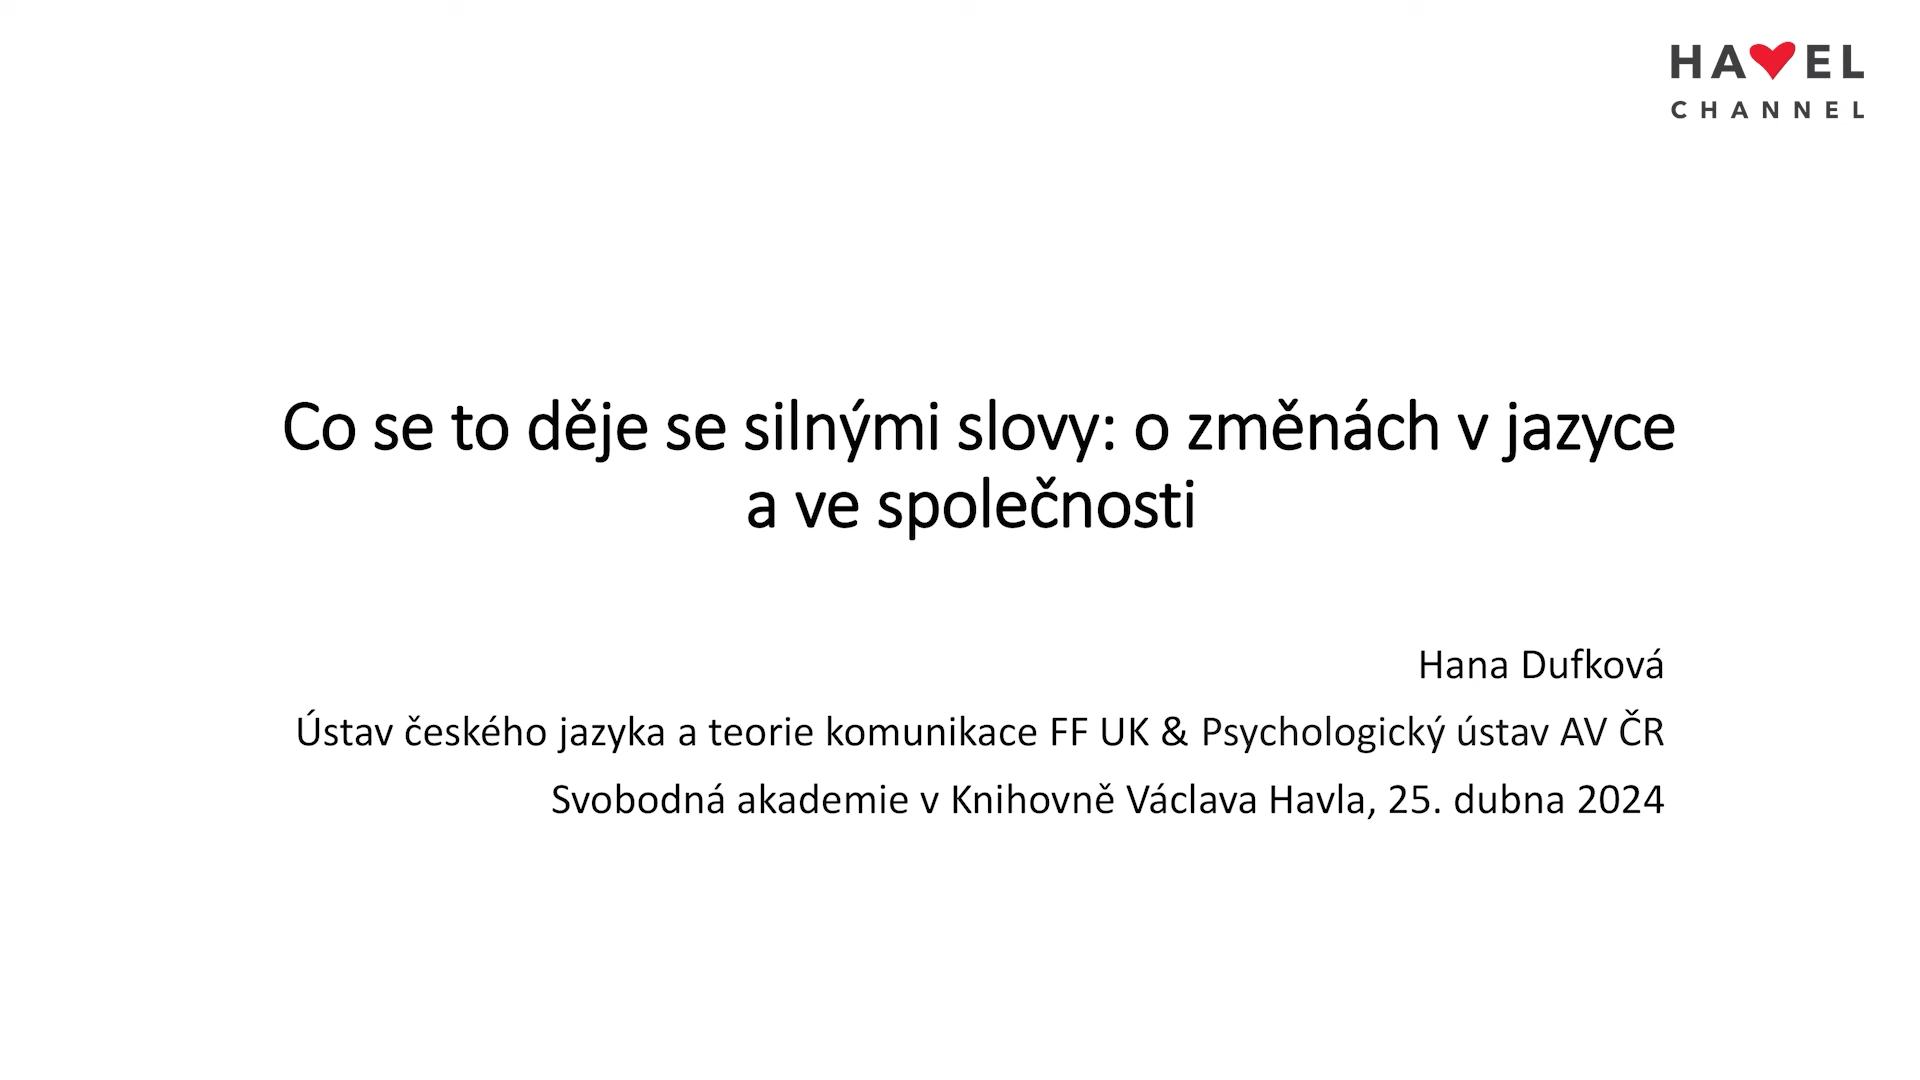 HAVEL
CHANNEL
Co se to děje se silnými slovy: o změnách v jazyce
a ve společnosti
Hana Dufková
Ústav českého jazyka a teorie komunikace FF UK & Psychologický ústav AV ČR
Svobodná akademie v Knihovně Václava Havla, 25. dubna 2024